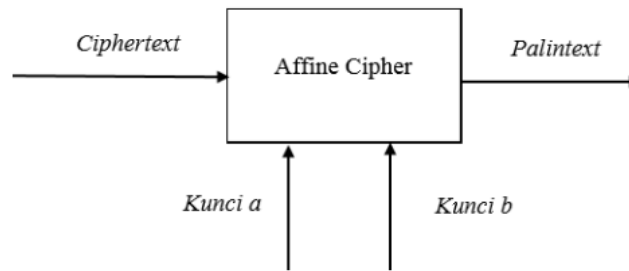 Ciphertext
Affine Cipher
Palintext
Kunci a
Kunci b